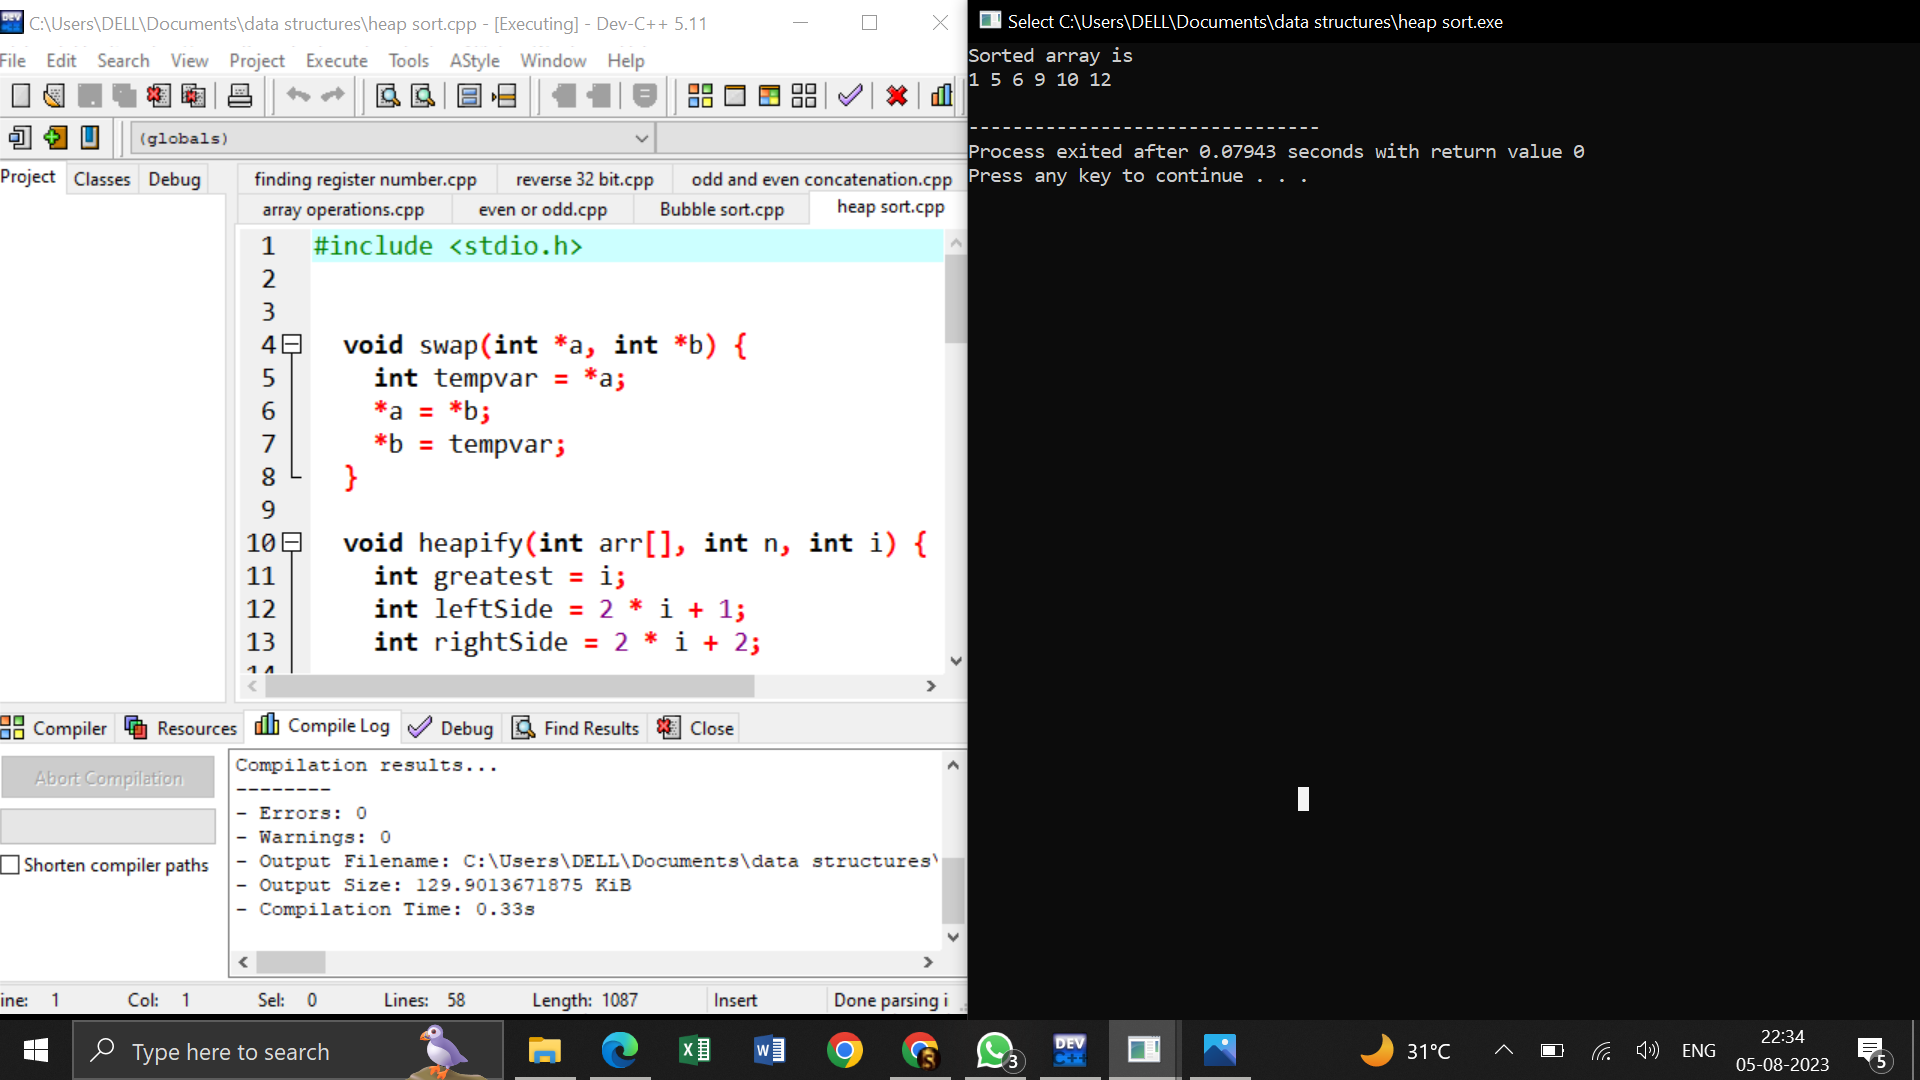 C:\Users\DELL\Documents\data structures\heap sort.cpp - [Executing] - Dev-C++ 5.11
File Edit Search View Project Execute Tools AStyle Window Help
(globals)
Project Classes Debug
finding register number.cpp reverse 32 bit.cpp odd and even concatenation.cpp
array operations.cpp even or odd.cpp Bubble sort.cpp heap sort.cpp
1 #include <stdio.h>
2
3
4 void swap(int *a, int *b) {
5 int tempvar = *a;
6 *a = *b;
7 *b = tempvar;
8 }
9
10 void heapify(int arr[], int n, int i) {
11 int greatest = i;
12 int leftSide = 2 * i + 1;
13 int rightSide = 2 * i + 2;
14
Compiler Resources Compile Log Debug Find Results Close
Abort Compilation
Shorten compiler paths
Compilation results...
--------
- Errors: 0
- Warnings: 0
- Output Filename: C:\Users\DELL\Documents\data structures\
- Output Size: 129.9013671875 KiB
- Compilation Time: 0.33s
ine: 1 Col: 1 Sel: 0 Lines: 58 Length: 1087 Insert Done parsing i
Select C:\Users\DELL\Documents\data structures\heap sort.exe
Sorted array is
1 5 6 9 10 12
--------------------------------
Process exited after 0.07943 seconds with return value 0
Press any key to continue . . .
Type here to search
DEV C++
3
31°C
ENG
22:34
05-08-2023
5